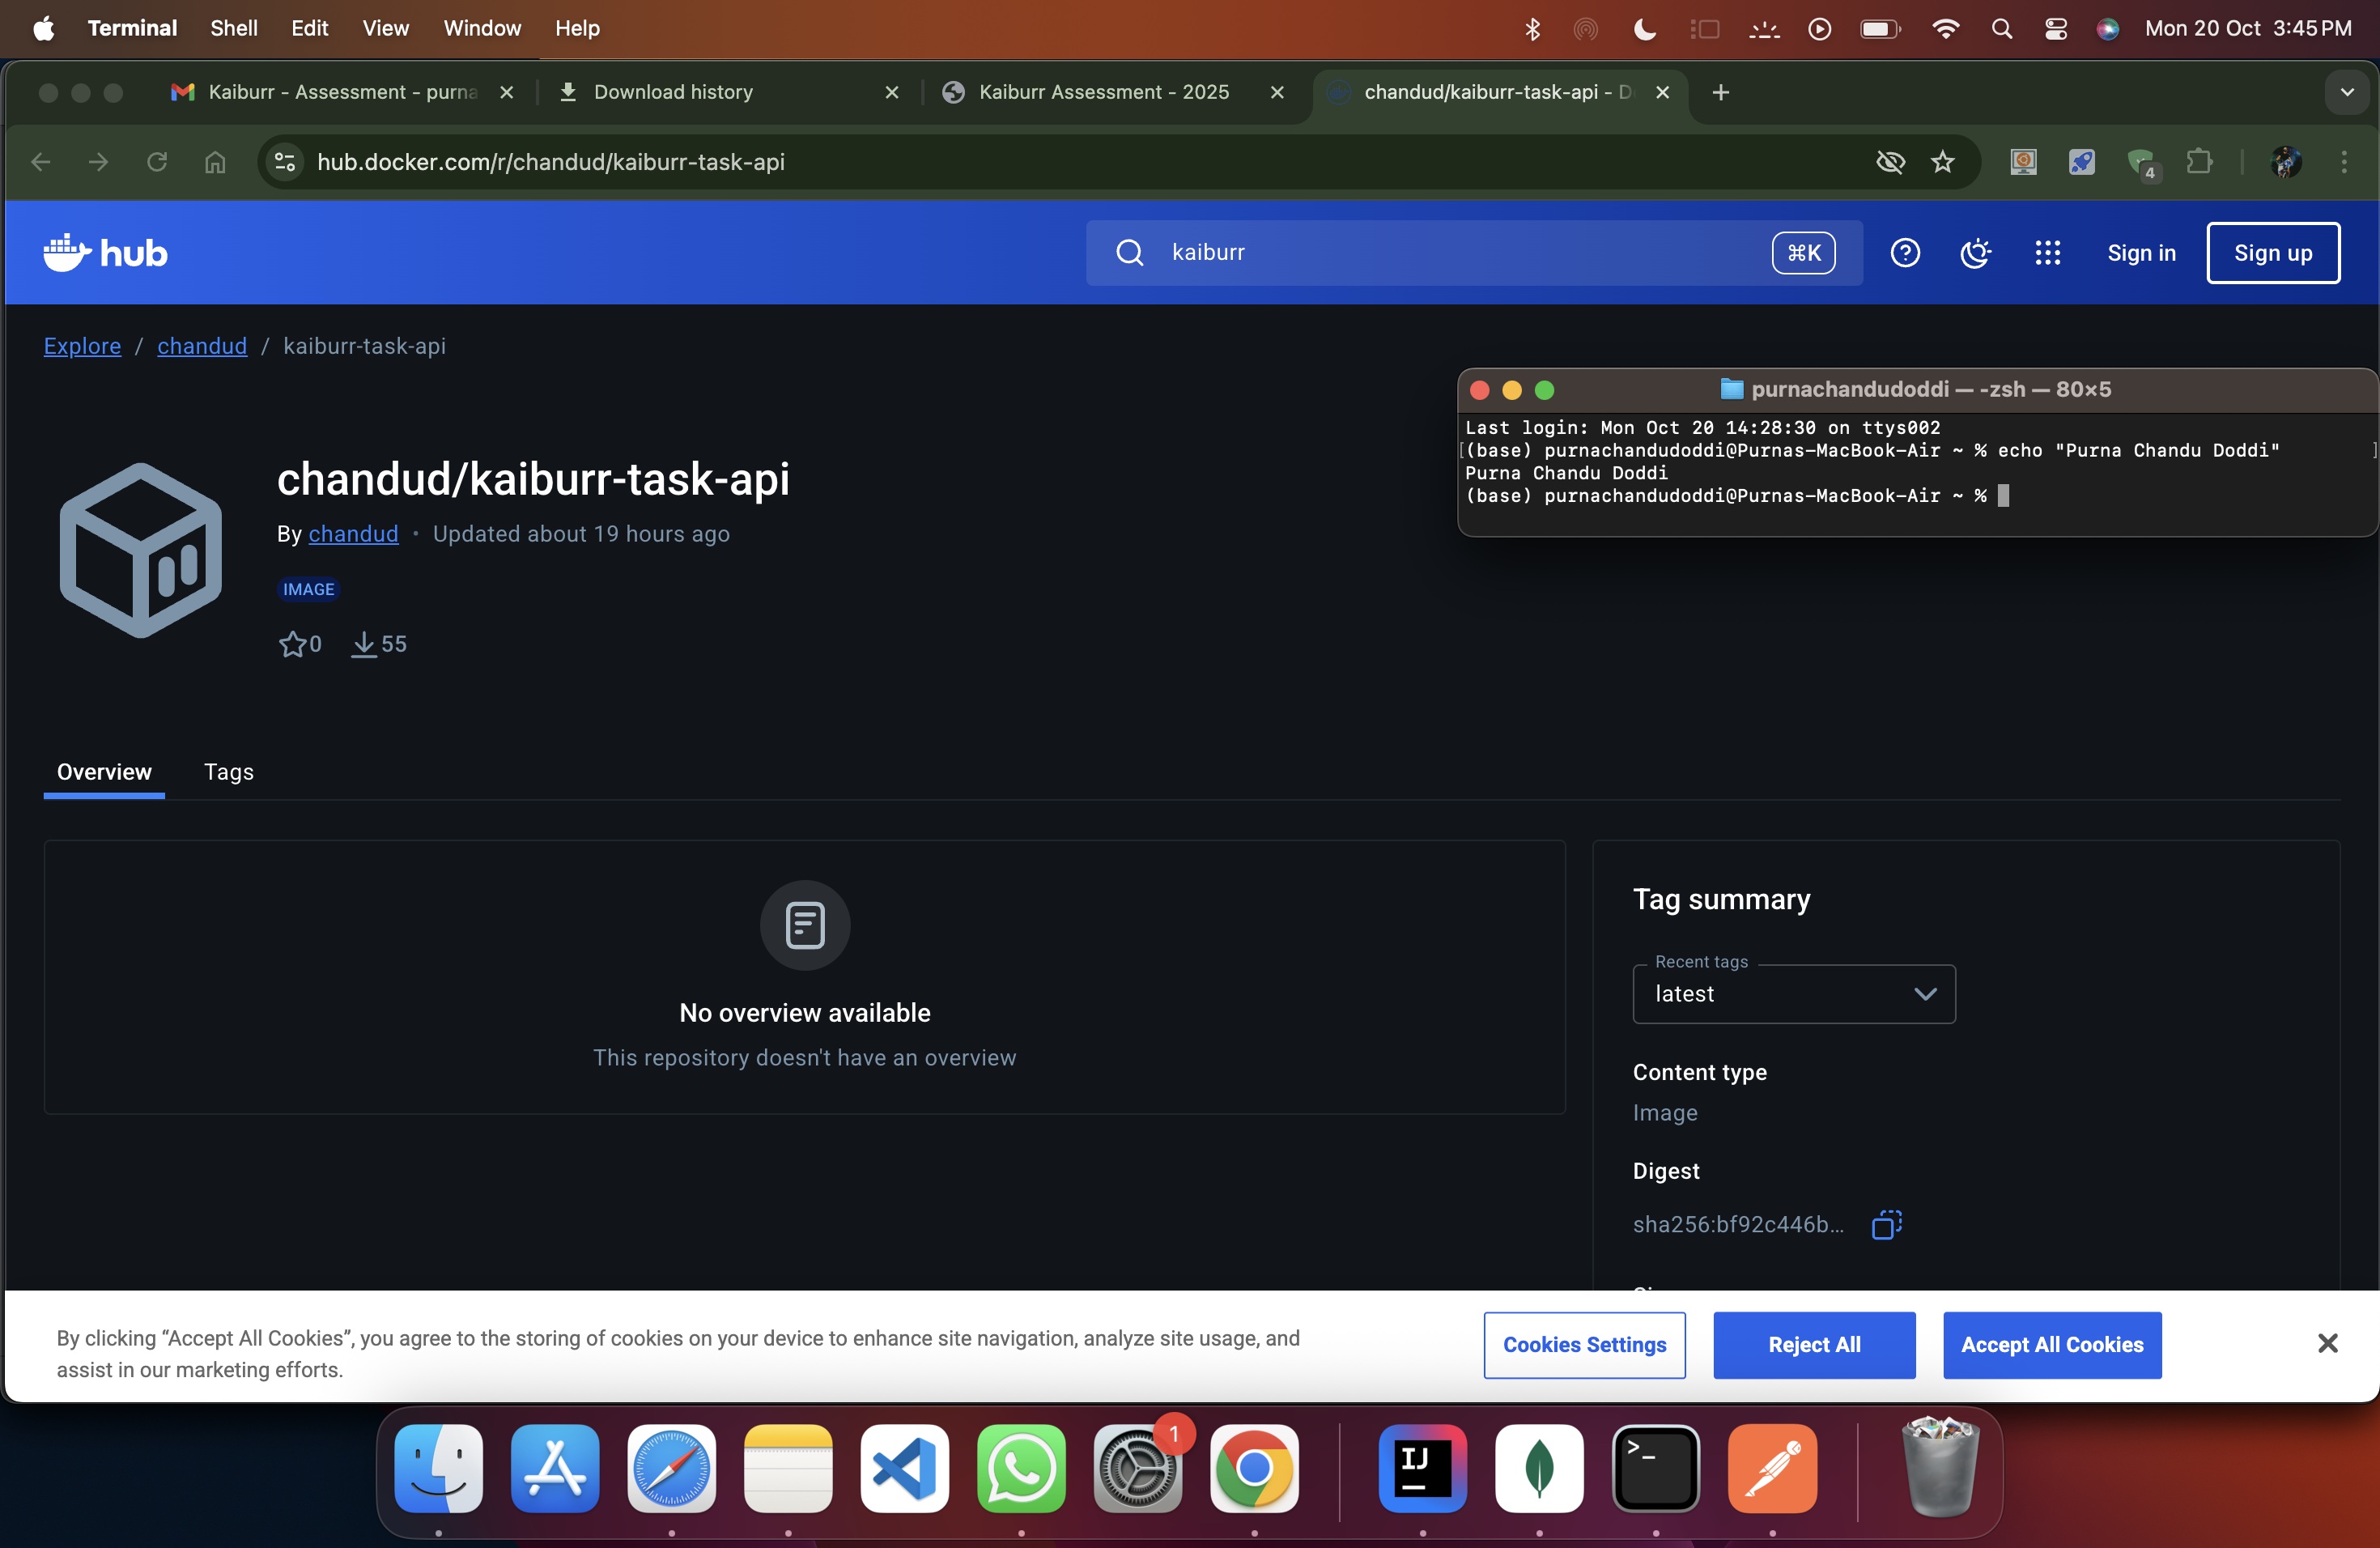 Terminal Shell Edit View Window Help Mon 20 Oct 3:45 PM
Kaiburr - Assessment - purna Download history Kaiburr Assessment - 2025 chandud/kaiburr-task-api - D
hub.docker.com/r/chandud/kaiburr-task-api 4
hub kaiburr ⌘K Sign in Sign up
Explore / chandud / kaiburr-task-api
purnachandudoddi — -zsh — 80×5
Last login: Mon Oct 20 14:28:30 on ttys002
[(base) purnachandudoddi@Purnas-MacBook-Air ~ % echo "Purna Chandu Doddi" ]
Purna Chandu Doddi
(base) purnachandudoddi@Purnas-MacBook-Air ~ %
chandud/kaiburr-task-api
By chandud • Updated about 19 hours ago
IMAGE
0 55
Overview Tags
No overview available
This repository doesn't have an overview
Tag summary
Recent tags
latest
Content type
Image
Digest
sha256:bf92c446b...
By clicking “Accept All Cookies”, you agree to the storing of cookies on your device to enhance site navigation, analyze site usage, and
assist in our marketing efforts.
Cookies Settings Reject All Accept All Cookies
1
IJ
>_